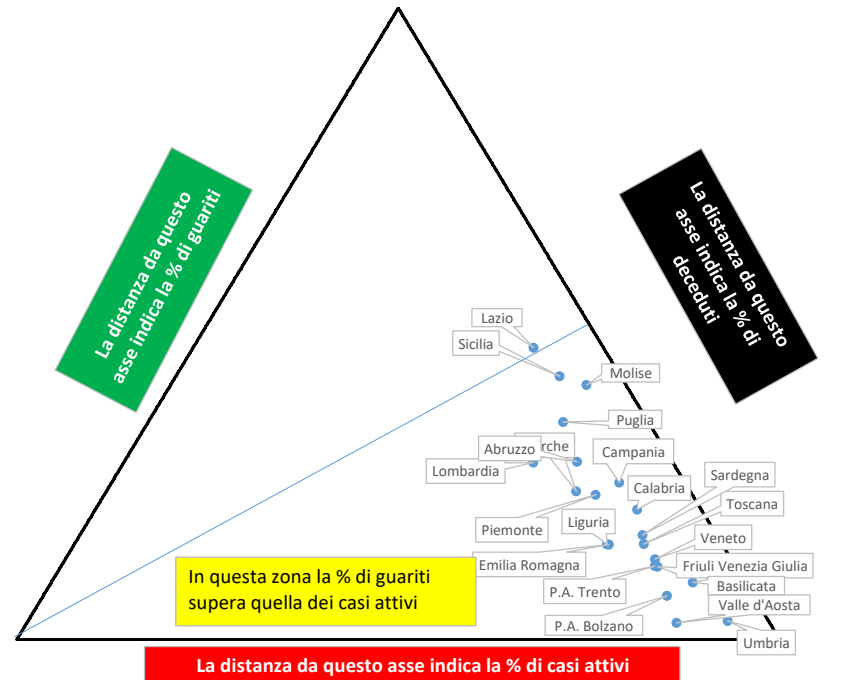 La distanza da questo
asse indica la % di guariti
La distanza da questo
asse indica la % di
deceduti
Lazio
Sicilia
Molise
Puglia
Abruzzo
rche
Campania
Lombardia
Sardegna
Calabria
Toscana
Piemonte
Liguria
Veneto
Emilia Romagna
Friuli Venezia Giulia
P.A. Trento
Basilicata
Valle d'Aosta
P.A. Bolzano
Umbria
In questa zona la % di guariti
supera quella dei casi attivi
La distanza da questo asse indica la % di casi attivi